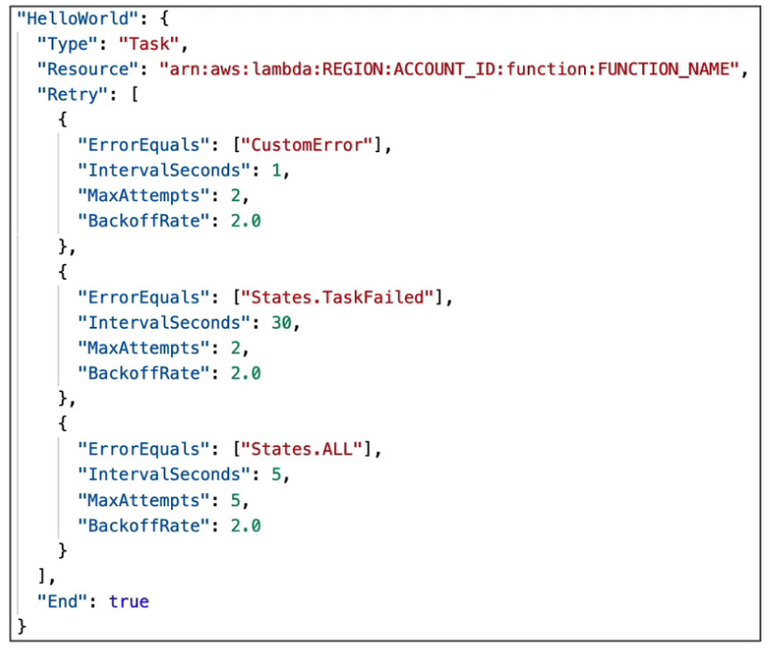 "HelloWorld": {
"Type": "Task",
"Resource": "arn:aws:lambda:REGION:ACCOUNT_ID:function:FUNCTION_NAME",
"Retry": [
{
"ErrorEquals": ["CustomError"],
"IntervalSeconds": 1,
"MaxAttempts": 2,
"BackoffRate": 2.0
},
{
"ErrorEquals": ["States.TaskFailed"],
"IntervalSeconds": 30,
"MaxAttempts": 2,
"BackoffRate": 2.0
},
{
"ErrorEquals": ["States.ALL"],
"IntervalSeconds": 5,
"MaxAttempts": 5,
"BackoffRate": 2.0
}
],
"End": true
}